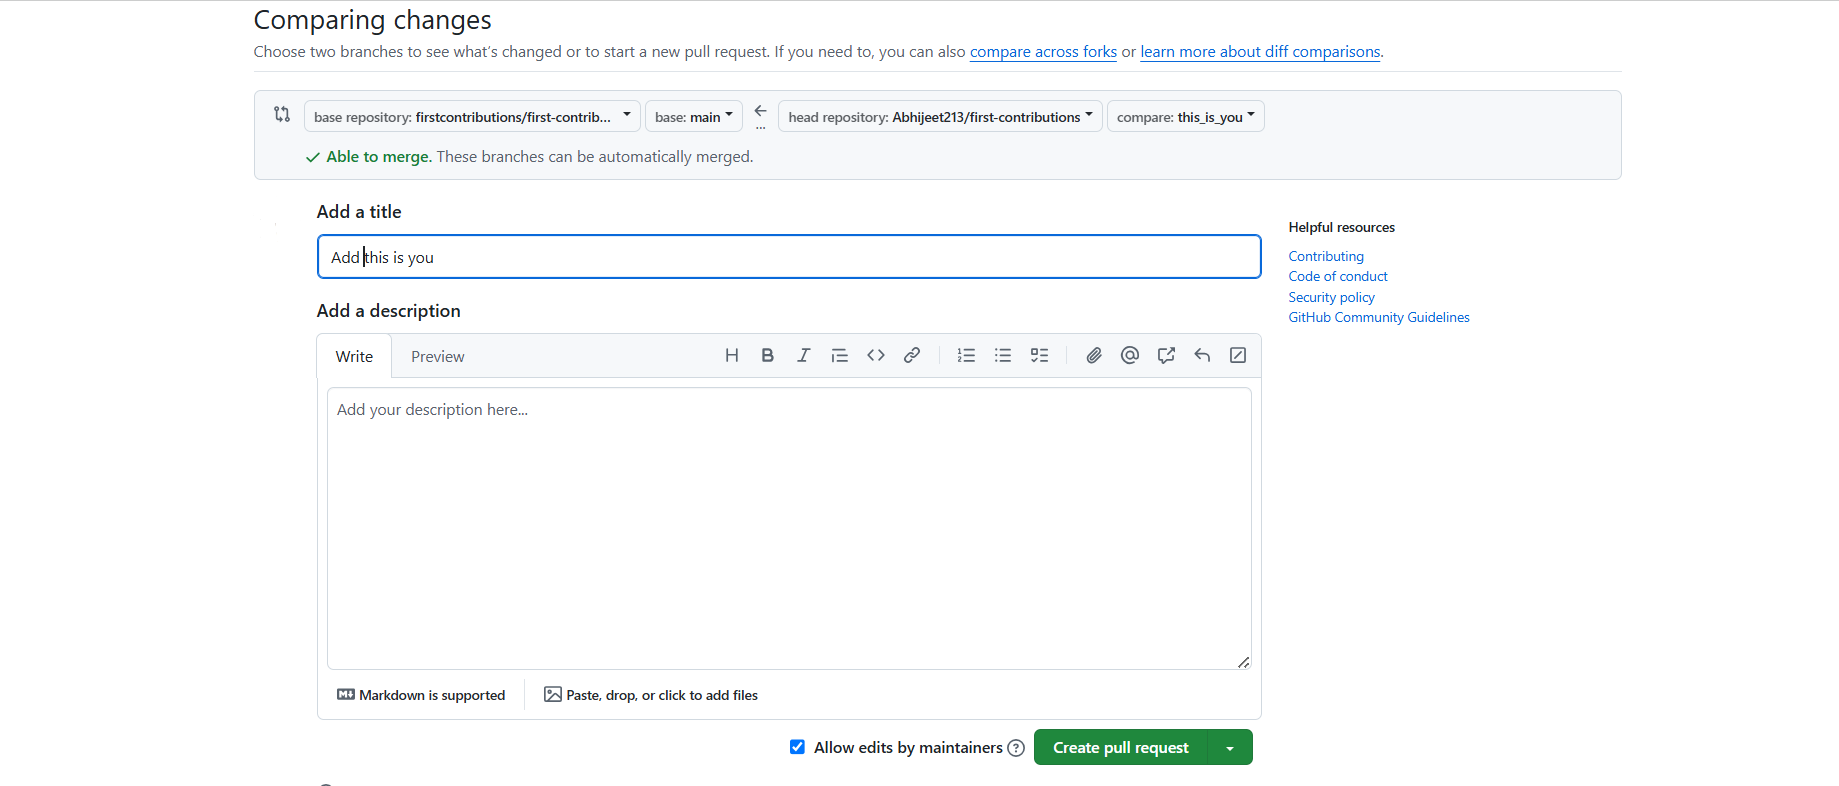 Comparing changes
Choose two branches to see what's changed or to start a new pull request. If you need to, you can also compare across forks or learn more about diff comparisons.
base repository: firstcontributions/first-contrib... base: main ... head repository: Abhijeet213/first-contributions compare: this_is_you
Able to merge. These branches can be automatically merged.
Add a title
Add this is you
Add a description
Write Preview
Add your description here...
Markdown is supported Paste, drop, or click to add files
Allow edits by maintainers Create pull request
Helpful resources
Contributing
Code of conduct
Security policy
GitHub Community Guidelines